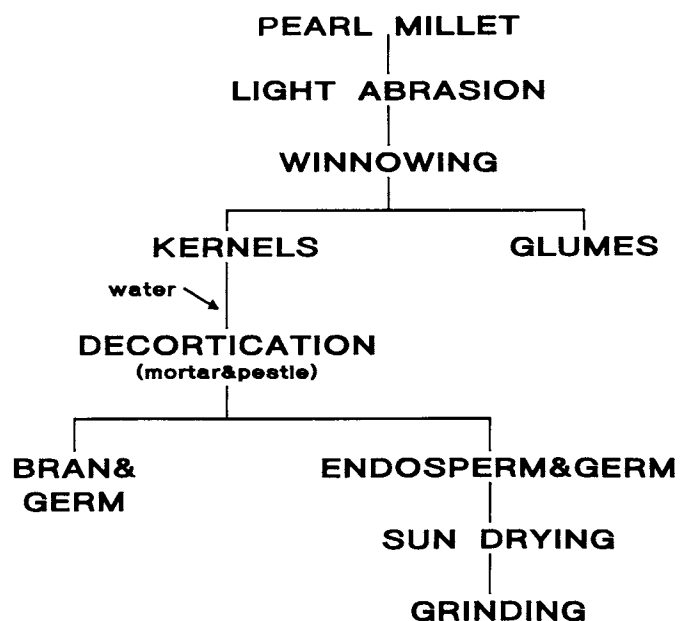 PEARL MILLET
LIGHT ABRASION
WINNOWING
KERNELS
GLUMES
water
DECORTICATION
(mortar&pestle)
BRAN&
GERM
ENDOSPERM&GERM
SUN DRYING
GRINDING